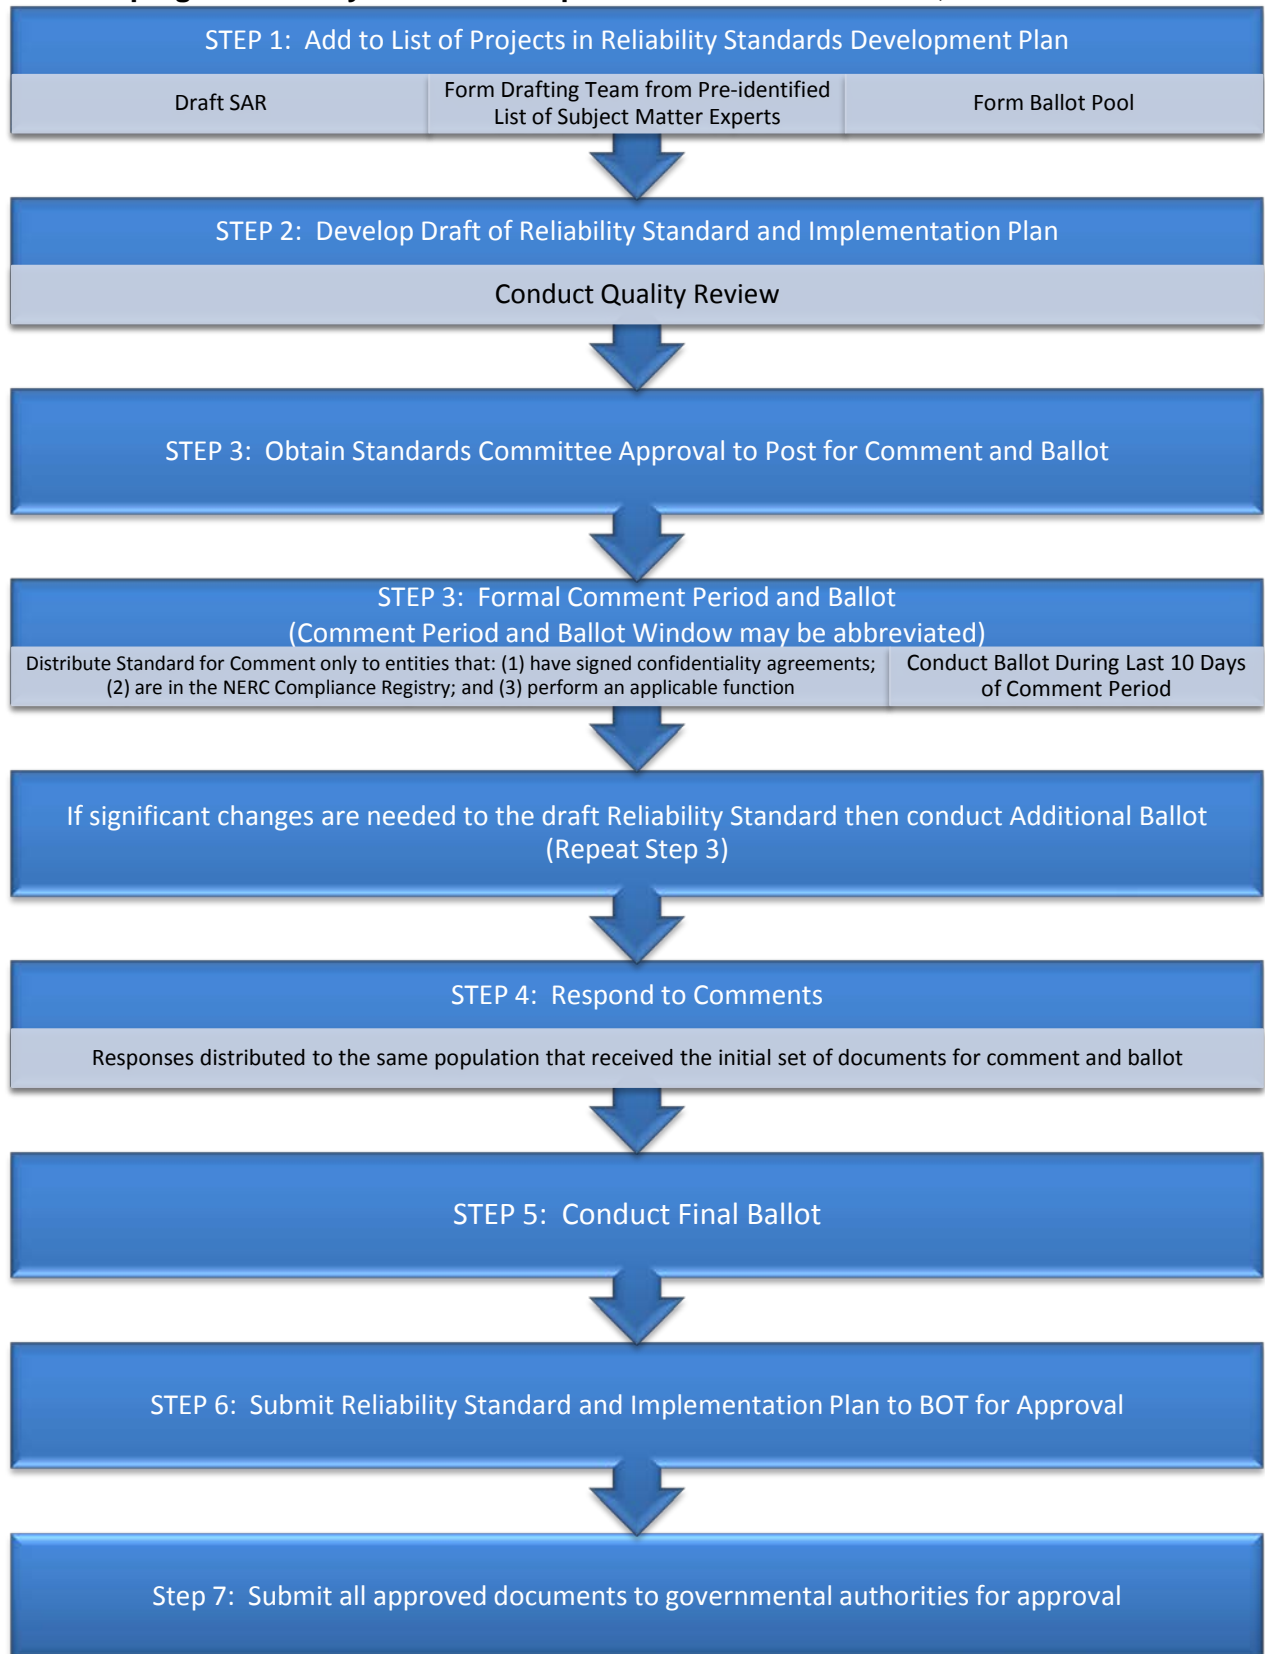 STEP 1: Add to List of Projects in Reliability Standards Development Plan
Draft SAR
Form Drafting Team from Pre-identified
List of Subject Matter Experts
Form Ballot Pool
STEP 2: Develop Draft of Reliability Standard and Implementation Plan
Conduct Quality Review
STEP 3: Obtain Standards Committee Approval to Post for Comment and Ballot
STEP 3: Formal Comment Period and Ballot
(Comment Period and Ballot Window may be abbreviated)
Distribute Standard for Comment only to entities that: (1) have signed confidentiality agreements;
(2) are in the NERC Compliance Registry; and (3) perform an applicable function
Conduct Ballot During Last 10 Days
of Comment Period
If significant changes are needed to the draft Reliability Standard then conduct Additional Ballot
(Repeat Step 3)
STEP 4: Respond to Comments
Responses distributed to the same population that received the initial set of documents for comment and ballot
STEP 5: Conduct Final Ballot
STEP 6: Submit Reliability Standard and Implementation Plan to BOT for Approval
Step 7: Submit all approved documents to governmental authorities for approval